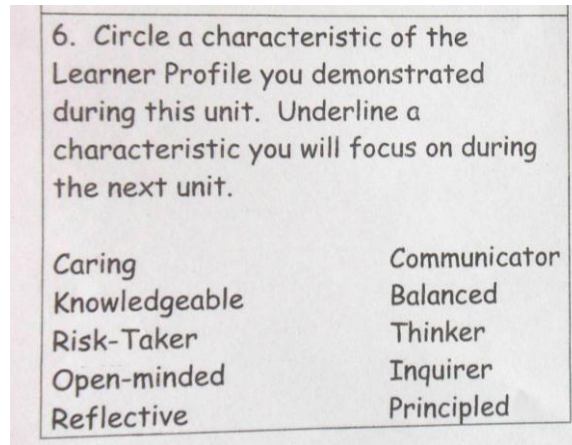 6. Circle a characteristic of the
Learner Profile you demonstrated
during this unit. Underline a
characteristic you will focus on during
the next unit.
Caring
Knowledgeable
Risk-Taker
Open-minded
Reflective
Communicator
Balanced
Thinker
Inquirer
Principled